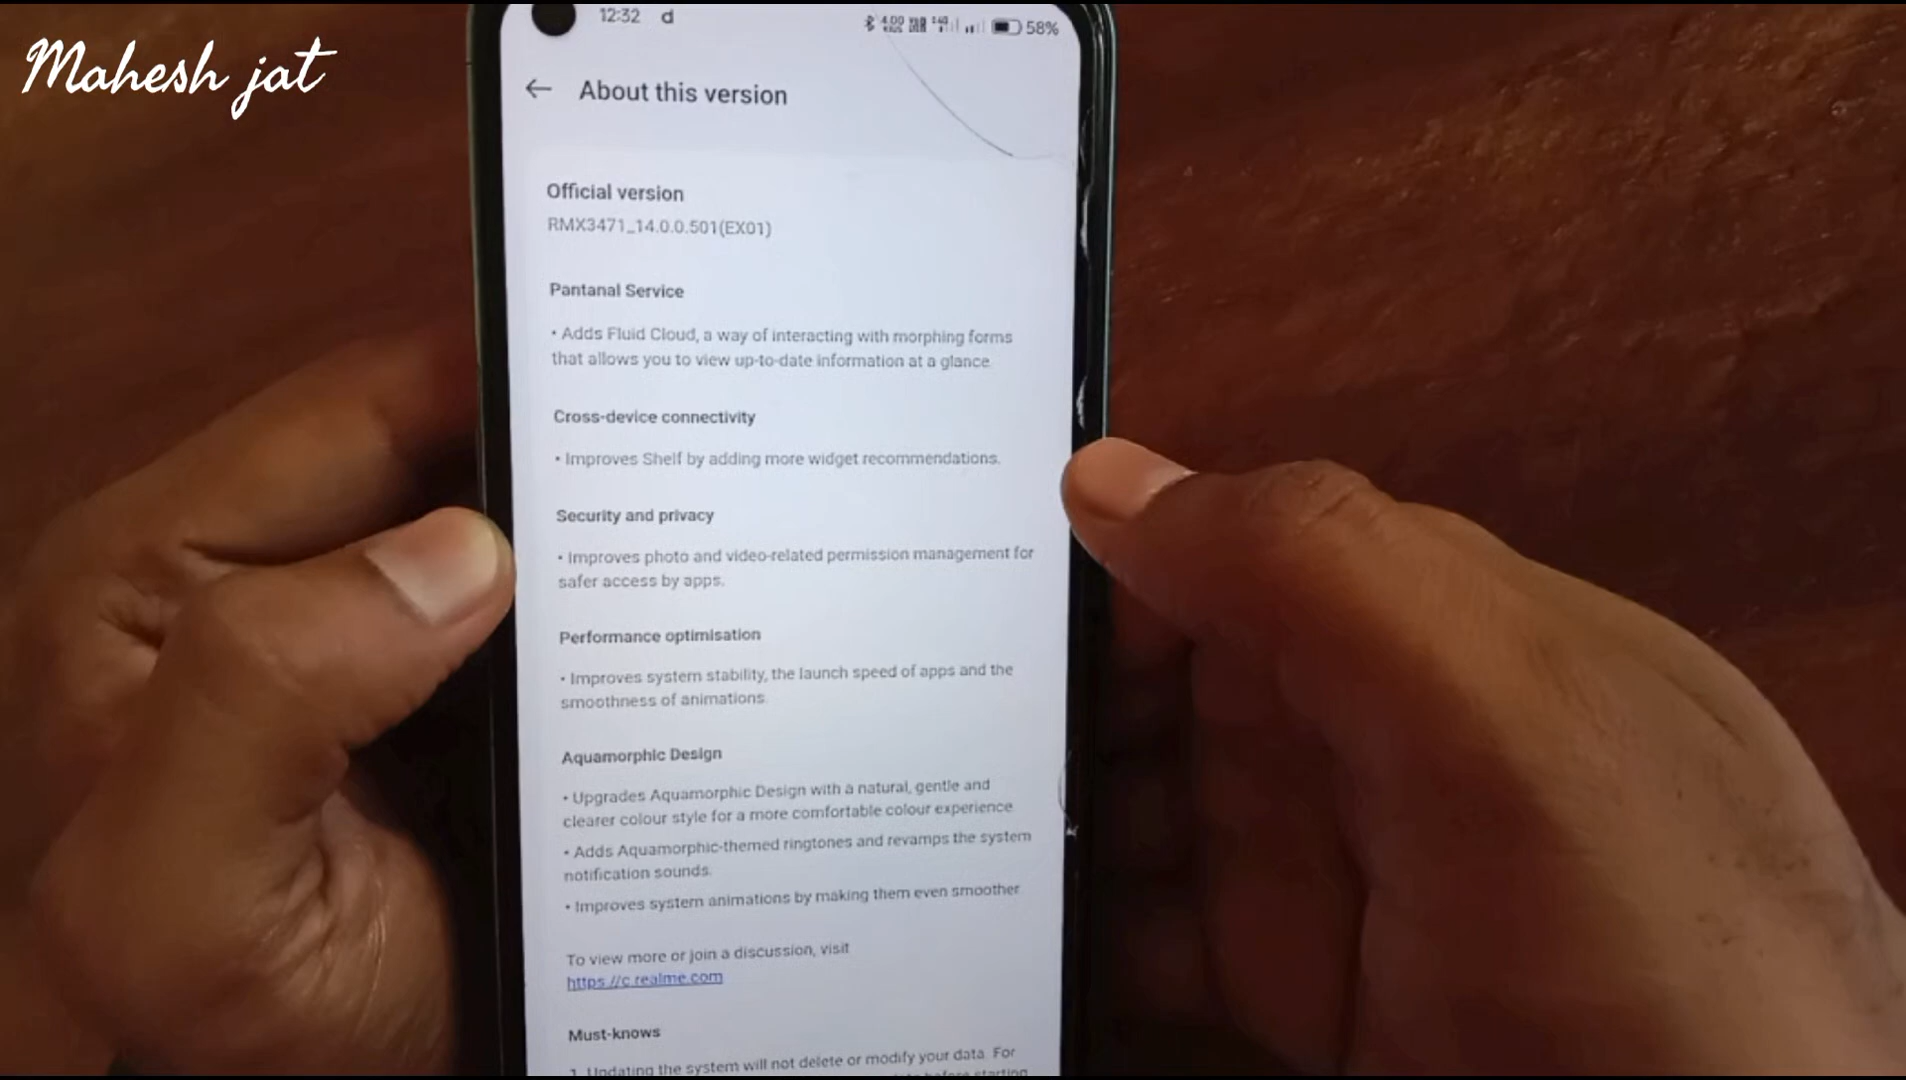 Mahesh jat
12:32 d
58%
About this version
Official version
RMX3471_14.0.0.501(EX01)
Pantanal Service
• Adds Fluid Cloud, a way of interacting with morphing forms
that allows you to view up-to-date information at a glance.
Cross-device connectivity
• Improves Shelf by adding more widget recommendations.
Security and privacy
• Improves photo and video-related permission management for
safer access by apps.
Performance optimisation
• Improves system stability, the launch speed of apps and the
smoothness of animations.
Aquamorphic Design
• Upgrades Aquamorphic Design with a natural, gentle and
clearer colour style for a more comfortable colour experience.
• Adds Aquamorphic-themed ringtones and revamps the system
notification sounds.
• Improves system animations by making them even smoother
To view more or join a discussion, visit
https://c.realme.com
Must-knows
1. Updating the system will not delete or modify your data. For
before starting